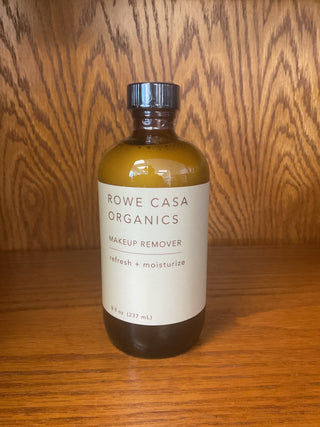 ROWE CASA
ORGANICS
MAKEUP REMOVER
refresh + moisturize
8 fl oz (237 mL)